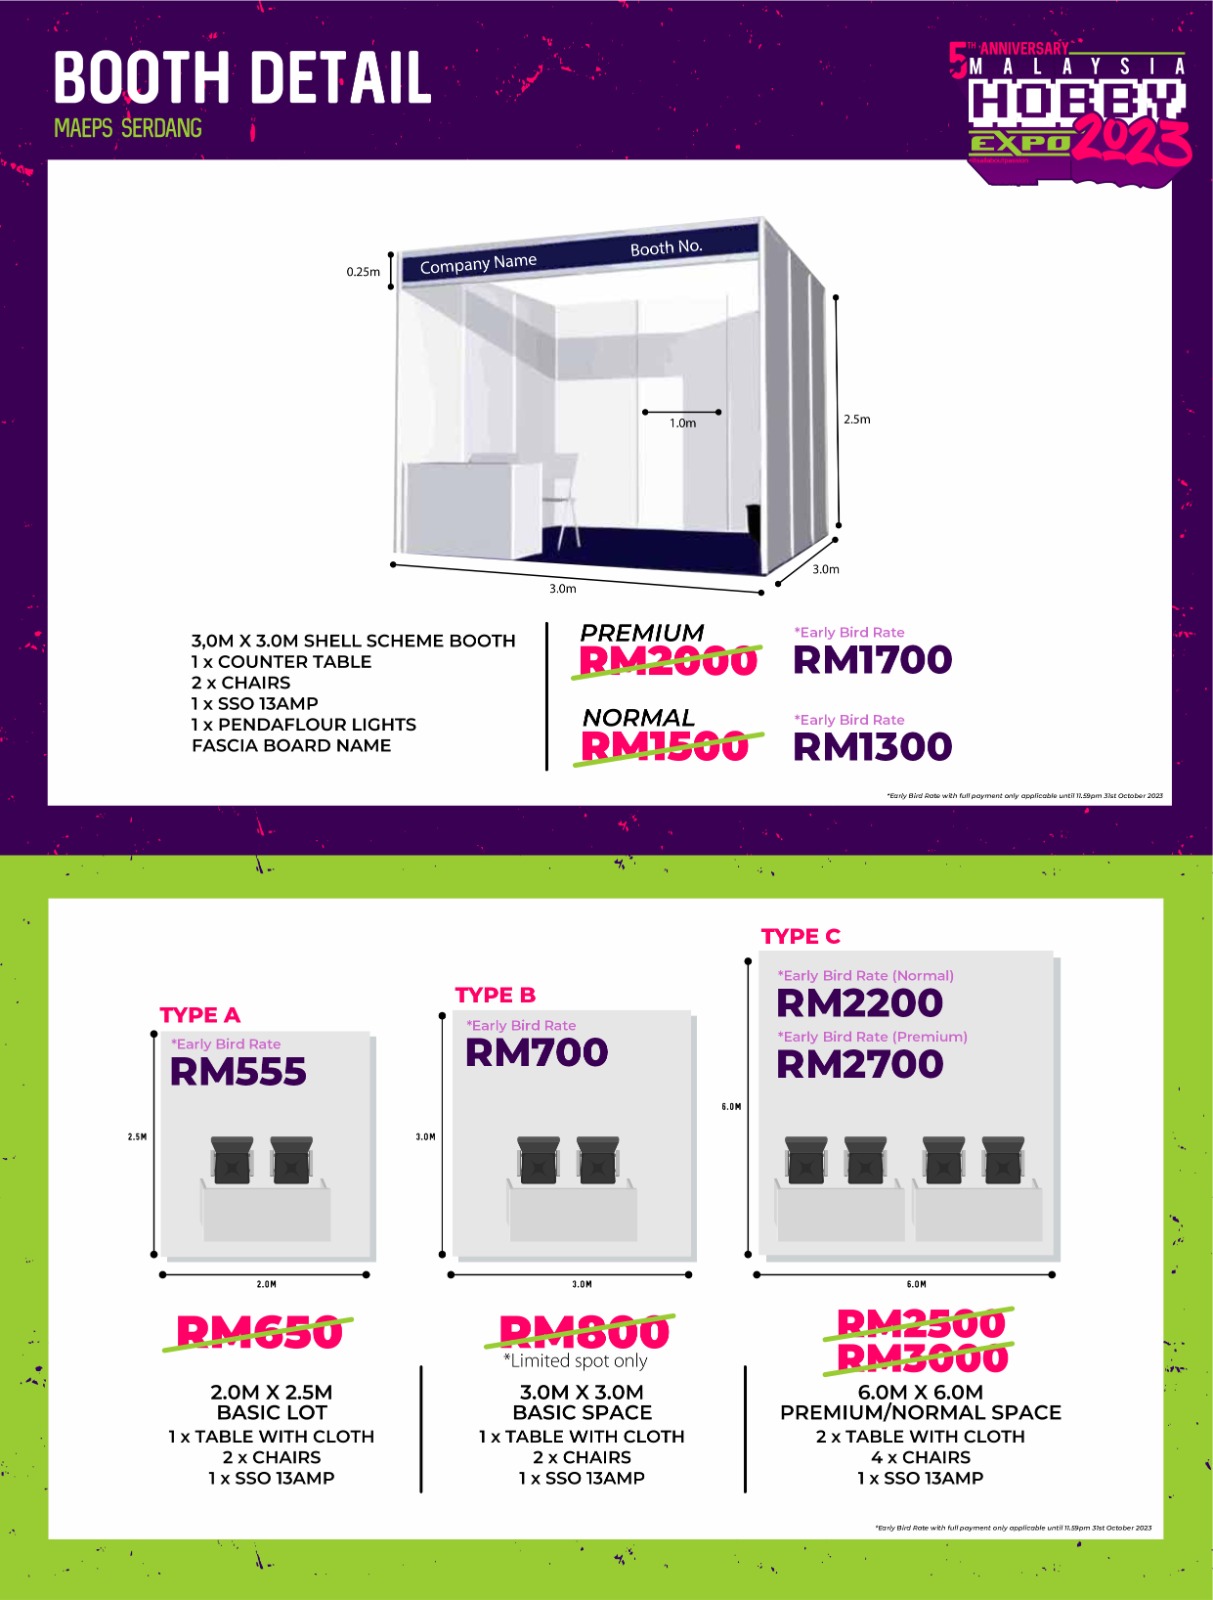 BOOTH DETAIL
MAEPS SERDANG
5TH ANNIVERSARY
MALAYSIA
HOBBY
EXPO 2023
0.25m
Company Name
Booth No.
1.0m
2.5m
3.0m
3.0m
3,0M X 3.0M SHELL SCHEME BOOTH
1 x COUNTER TABLE
2 x CHAIRS
1 x SSO 13AMP
1 x PENDAFLOUR LIGHTS
FASCIA BOARD NAME
PREMIUM
RM2000
*Early Bird Rate
RM1700
NORMAL
RM1500
*Early Bird Rate
RM1300
*Early Bird Rate with full payment only applicable until 11.59pm 31st October 2023
TYPE A
*Early Bird Rate
RM555
2.5M
2.0M
RM650
2.0M X 2.5M
BASIC LOT
1 x TABLE WITH CLOTH
2 x CHAIRS
1 x SSO 13AMP
TYPE B
*Early Bird Rate
RM700
3.0M
3.0M
RM800
*Limited spot only
3.0M X 3.0M
BASIC SPACE
1 x TABLE WITH CLOTH
2 x CHAIRS
1 x SSO 13AMP
TYPE C
*Early Bird Rate (Normal)
RM2200
*Early Bird Rate (Premium)
RM2700
6.0M
6.0M
RM2500
RM3000
6.0M X 6.0M
PREMIUM/NORMAL SPACE
2 x TABLE WITH CLOTH
4 x CHAIRS
1 x SSO 13AMP
*Early Bird Rate with full payment only applicable until 11.59pm 31st October 2023